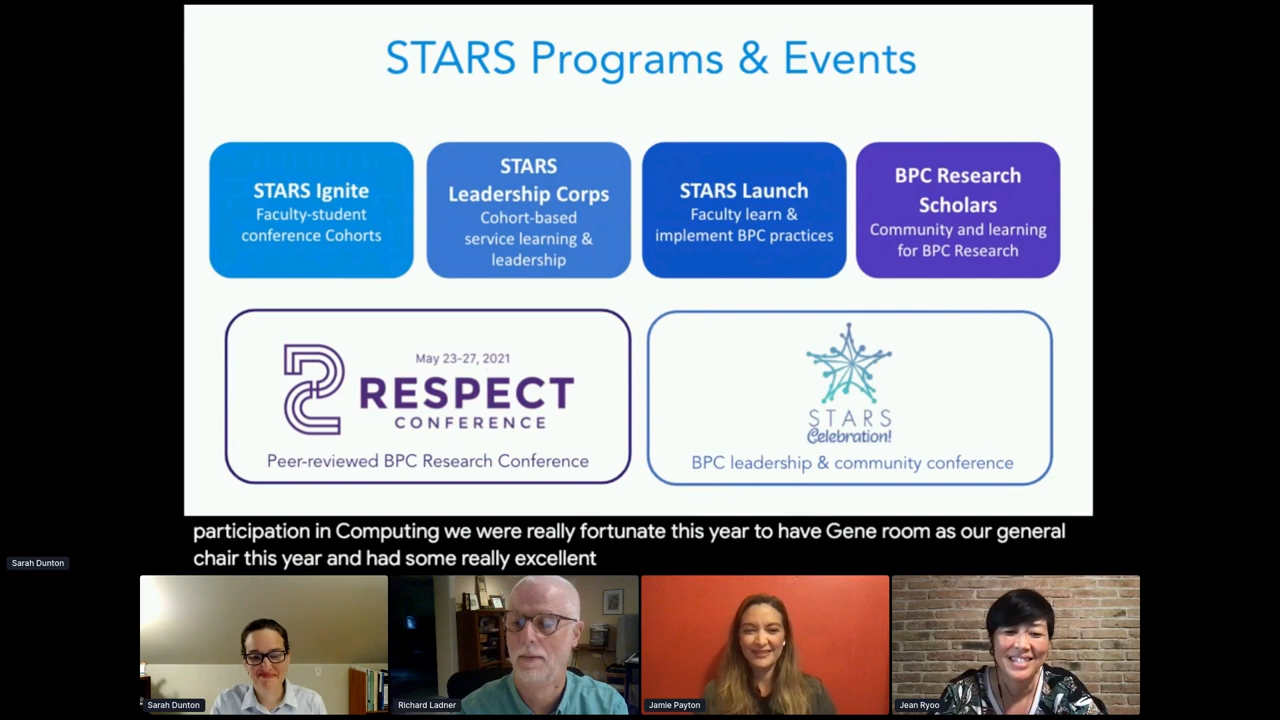 STARS Programs & Events
STARS Ignite
Faculty-student
conference Cohorts
STARS
Leadership Corps
Cohort-based
service learning &
leadership
STARS Launch
Faculty learn &
implement BPC practices
BPC Research
Scholars
Community and learning
for BPC Research
May 23-27, 2021
RESPECT
CONFERENCE
Peer-reviewed BPC Research Conference
STARS
Celebration!
BPC leadership & community conference
participation in Computing we were really fortunate this year to have Gene room as our general
chair this year and had some really excellent
Sarah Dunton
Sarah Dunton
Richard Ladner
Jamie Payton
Jean Ryoo